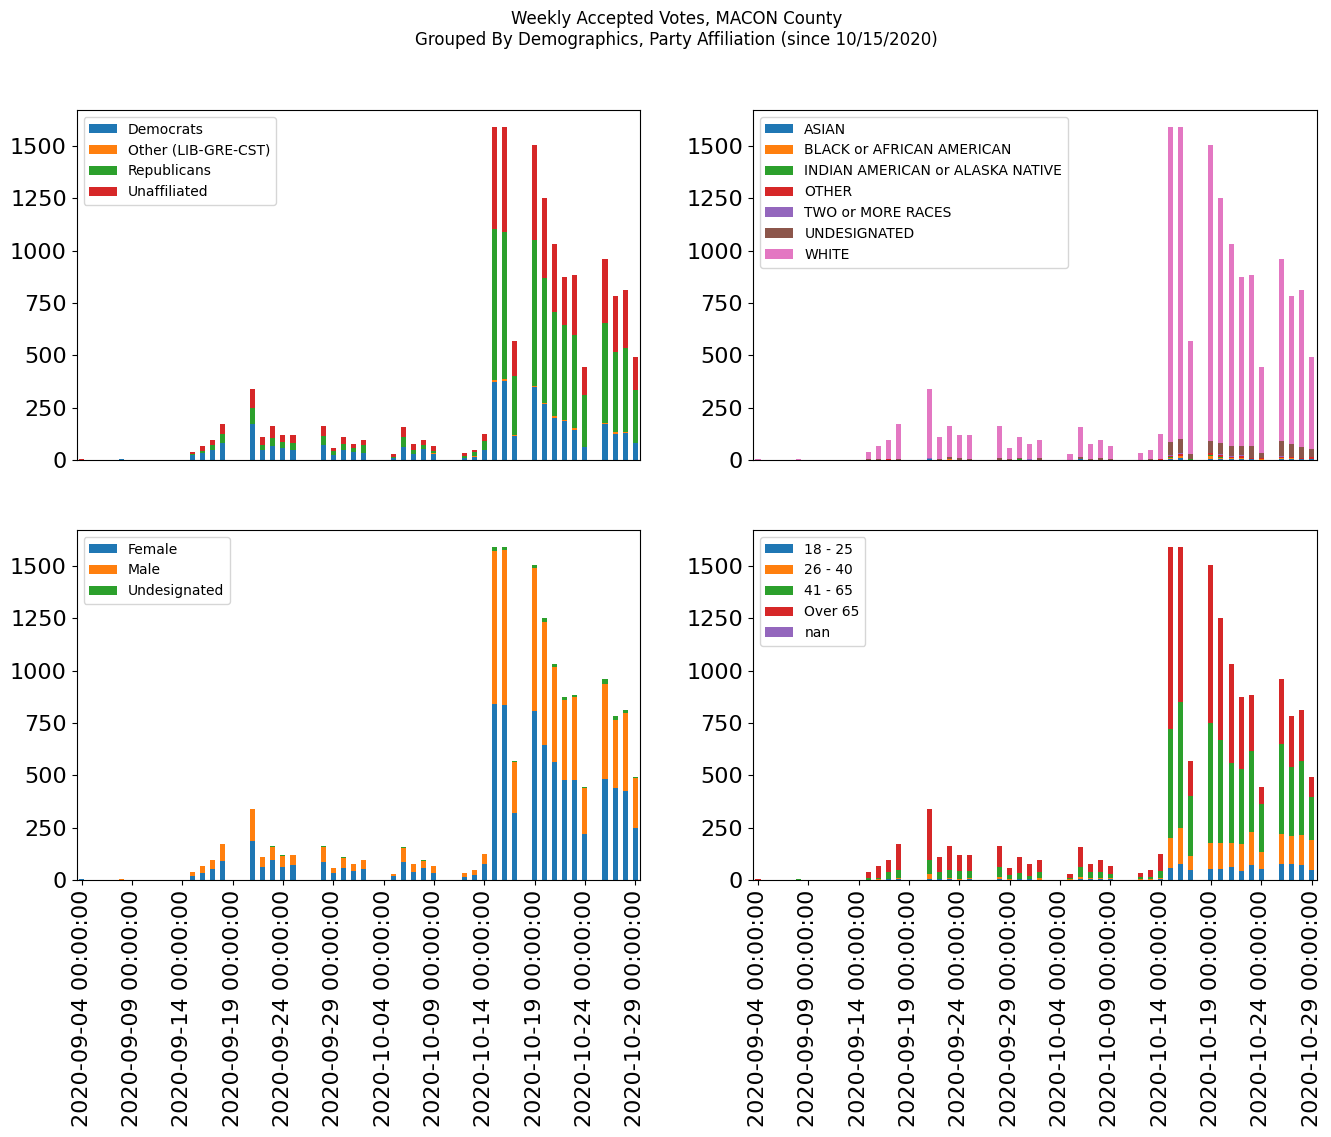 Weekly Accepted Votes, MACON County
Grouped By Demographics, Party Affiliation (since 10/15/2020)
1500
1250
1000
750
500
250
0
Democrats
Other (LIB-GRE-CST)
Republicans
Unaffiliated
1500
1250
1000
750
500
250
0
ASIAN
BLACK or AFRICAN AMERICAN
INDIAN AMERICAN or ALASKA NATIVE
OTHER
TWO or MORE RACES
UNDESIGNATED
WHITE
1500
1250
1000
750
500
250
0
Female
Male
Undesignated
2020-09-04 00:00:00
2020-09-09 00:00:00
2020-09-14 00:00:00
2020-09-19 00:00:00
2020-09-24 00:00:00
2020-09-29 00:00:00
2020-10-04 00:00:00
2020-10-09 00:00:00
2020-10-14 00:00:00
2020-10-19 00:00:00
2020-10-24 00:00:00
2020-10-29 00:00:00
1500
1250
1000
750
500
250
0
18 - 25
26 - 40
41 - 65
Over 65
nan
2020-09-04 00:00:00
2020-09-09 00:00:00
2020-09-14 00:00:00
2020-09-19 00:00:00
2020-09-24 00:00:00
2020-09-29 00:00:00
2020-10-04 00:00:00
2020-10-09 00:00:00
2020-10-14 00:00:00
2020-10-19 00:00:00
2020-10-24 00:00:00
2020-10-29 00:00:00